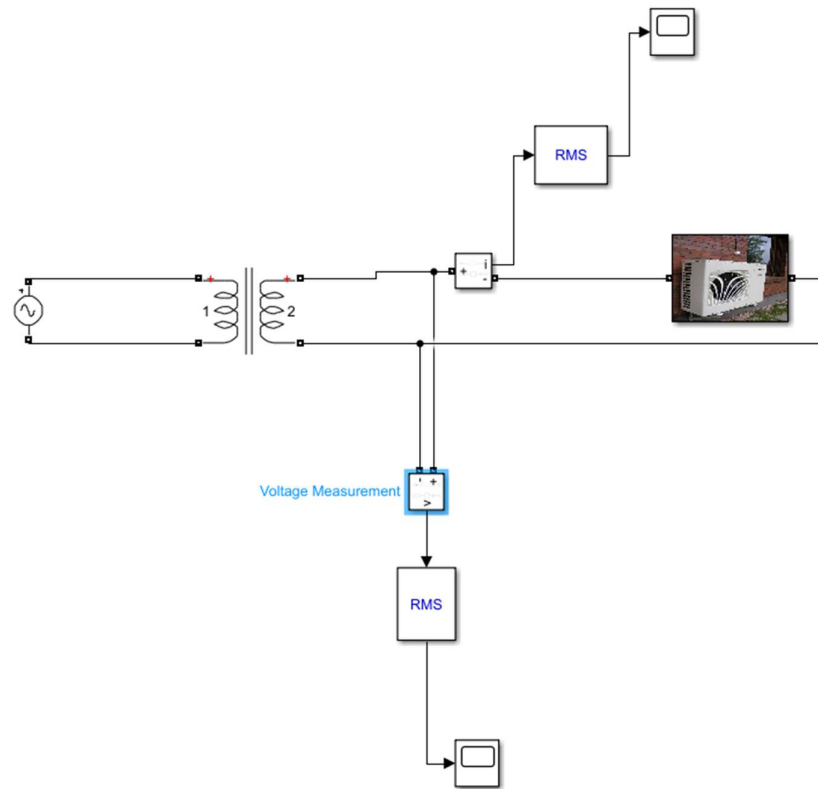 RMS
+
i
-
+
+
1
2
Voltage Measurement
- +
v
RMS